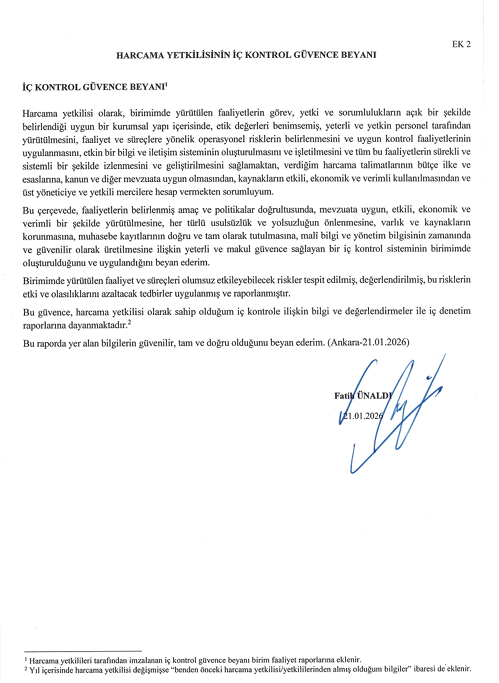 EK 2
HARCAMA YETKİLİSİNİN İÇ KONTROL GÜVENCE BEYANI
İÇ KONTROL GÜVENCE BEYANI¹
Harcama yetkilisi olarak, birimimde yürütülen faaliyetlerin görev, yetki ve sorumlulukların açık bir şekilde
belirlendiği uygun bir kurumsal yapı içerisinde, etik değerleri benimsemiş, yeterli ve yetkin personel tarafından
yürütülmesini, faaliyet ve süreçlere yönelik operasyonel risklerin belirlenmesini ve uygun kontrol faaliyetlerinin
uygulanmasını, etkin bir bilgi ve iletişim sisteminin oluşturulmasını ve işletilmesini ve tüm bu faaliyetlerin sürekli ve
sistemli bir şekilde izlenmesini ve geliştirilmesini sağlamaktan, verdiğim harcama talimatlarının bütçe ilke ve
esaslarına, kanun ve diğer mevzuata uygun olmasından, kaynakların etkili, ekonomik ve verimli kullanılmasından ve
üst yöneticiye ve yetkili mercilere hesap vermekten sorumluyum.
Bu çerçevede, faaliyetlerin belirlenmiş amaç ve politikalar doğrultusunda, mevzuata uygun, etkili, ekonomik ve
verimli bir şekilde yürütülmesine, her türlü usulsüzlük ve yolsuzluğun önlenmesine, varlık ve kaynakların
korunmasına, muhasebe kayıtlarının doğru ve tam olarak tutulmasına, malî bilgi ve yönetim bilgisinin zamanında
ve güvenilir olarak üretilmesine ilişkin yeterli ve makul güvence sağlayan bir iç kontrol sisteminin birimimde
oluşturulduğunu ve uygulandığını beyan ederim.
Birimimde yürütülen faaliyet ve süreçleri olumsuz etkileyebilecek riskler tespit edilmiş, değerlendirilmiş, bu risklerin
etki ve olasılıklarını azaltacak tedbirler uygulanmış ve raporlanmıştır.
Bu güvence, harcama yetkilisi olarak sahip olduğum iç kontrole ilişkin bilgi ve değerlendirmeler ile iç denetim
raporlarına dayanmaktadır.²
Bu raporda yer alan bilgilerin güvenilir, tam ve doğru olduğunu beyan ederim. (Ankara-21.01.2026)
Fatih ÜNALDI
21.01.2026
¹ Harcama yetkilileri tarafından imzalanan iç kontrol güvence beyanı birim faaliyet raporlarına eklenir.
² Yıl içerisinde harcama yetkilisi değişmişse “benden önceki harcama yetkilisi/yetkililerinden almış olduğum bilgiler” ibaresi de eklenir.